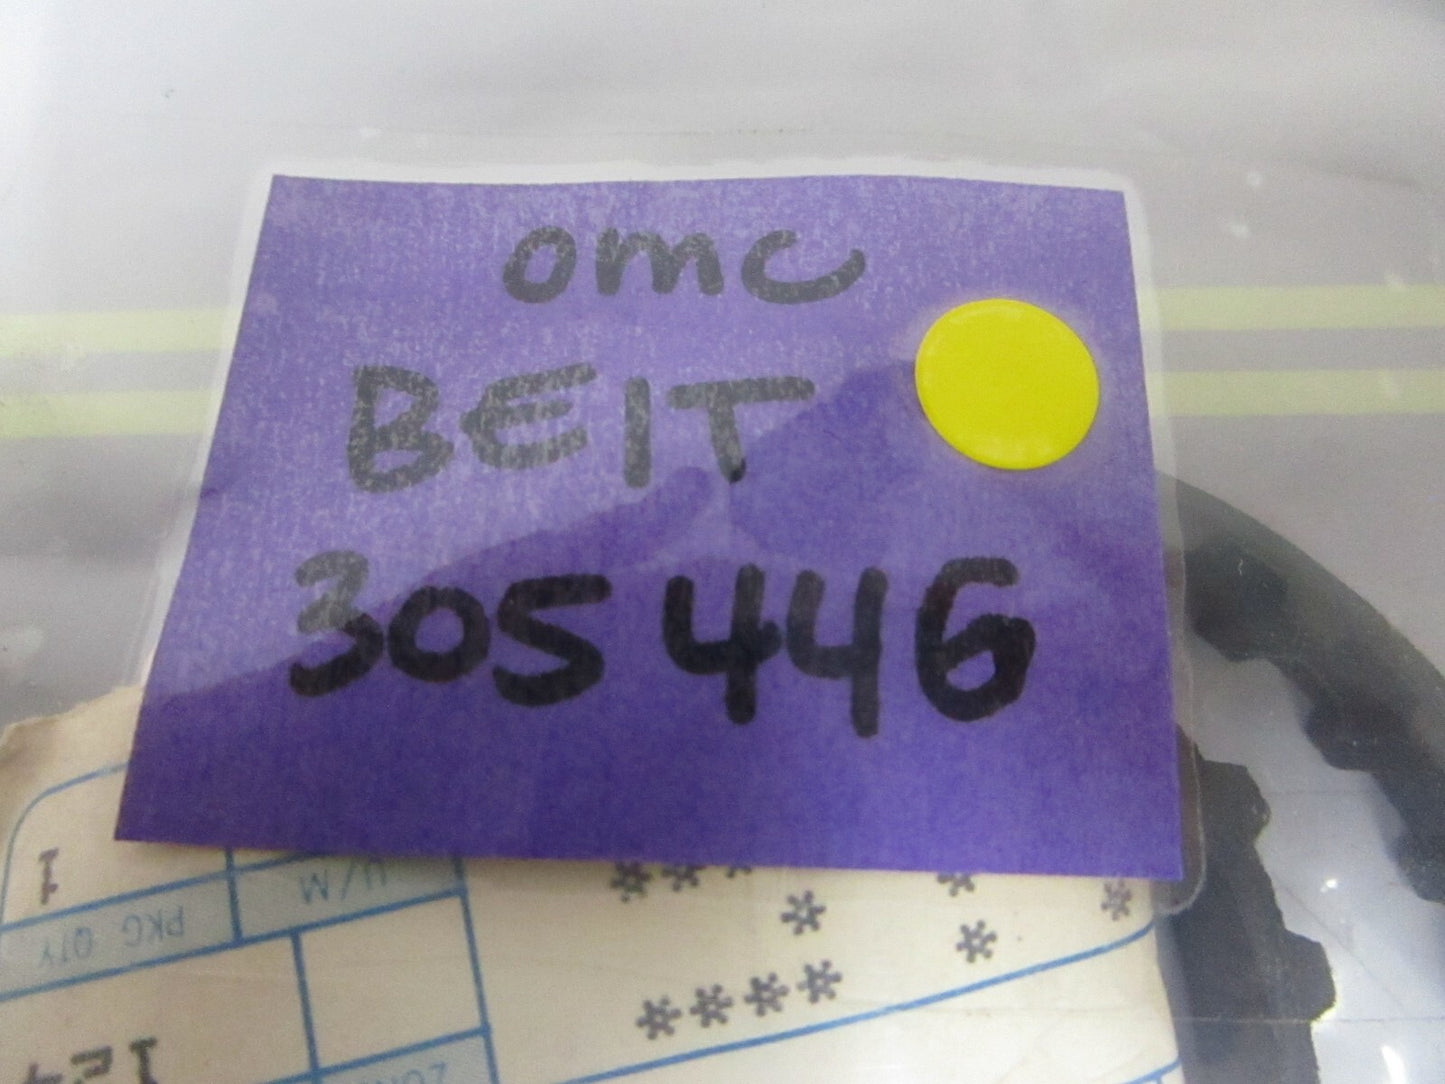 omc
BEIT
305446
1
U/M
PKG QTY
** ***
* *
****